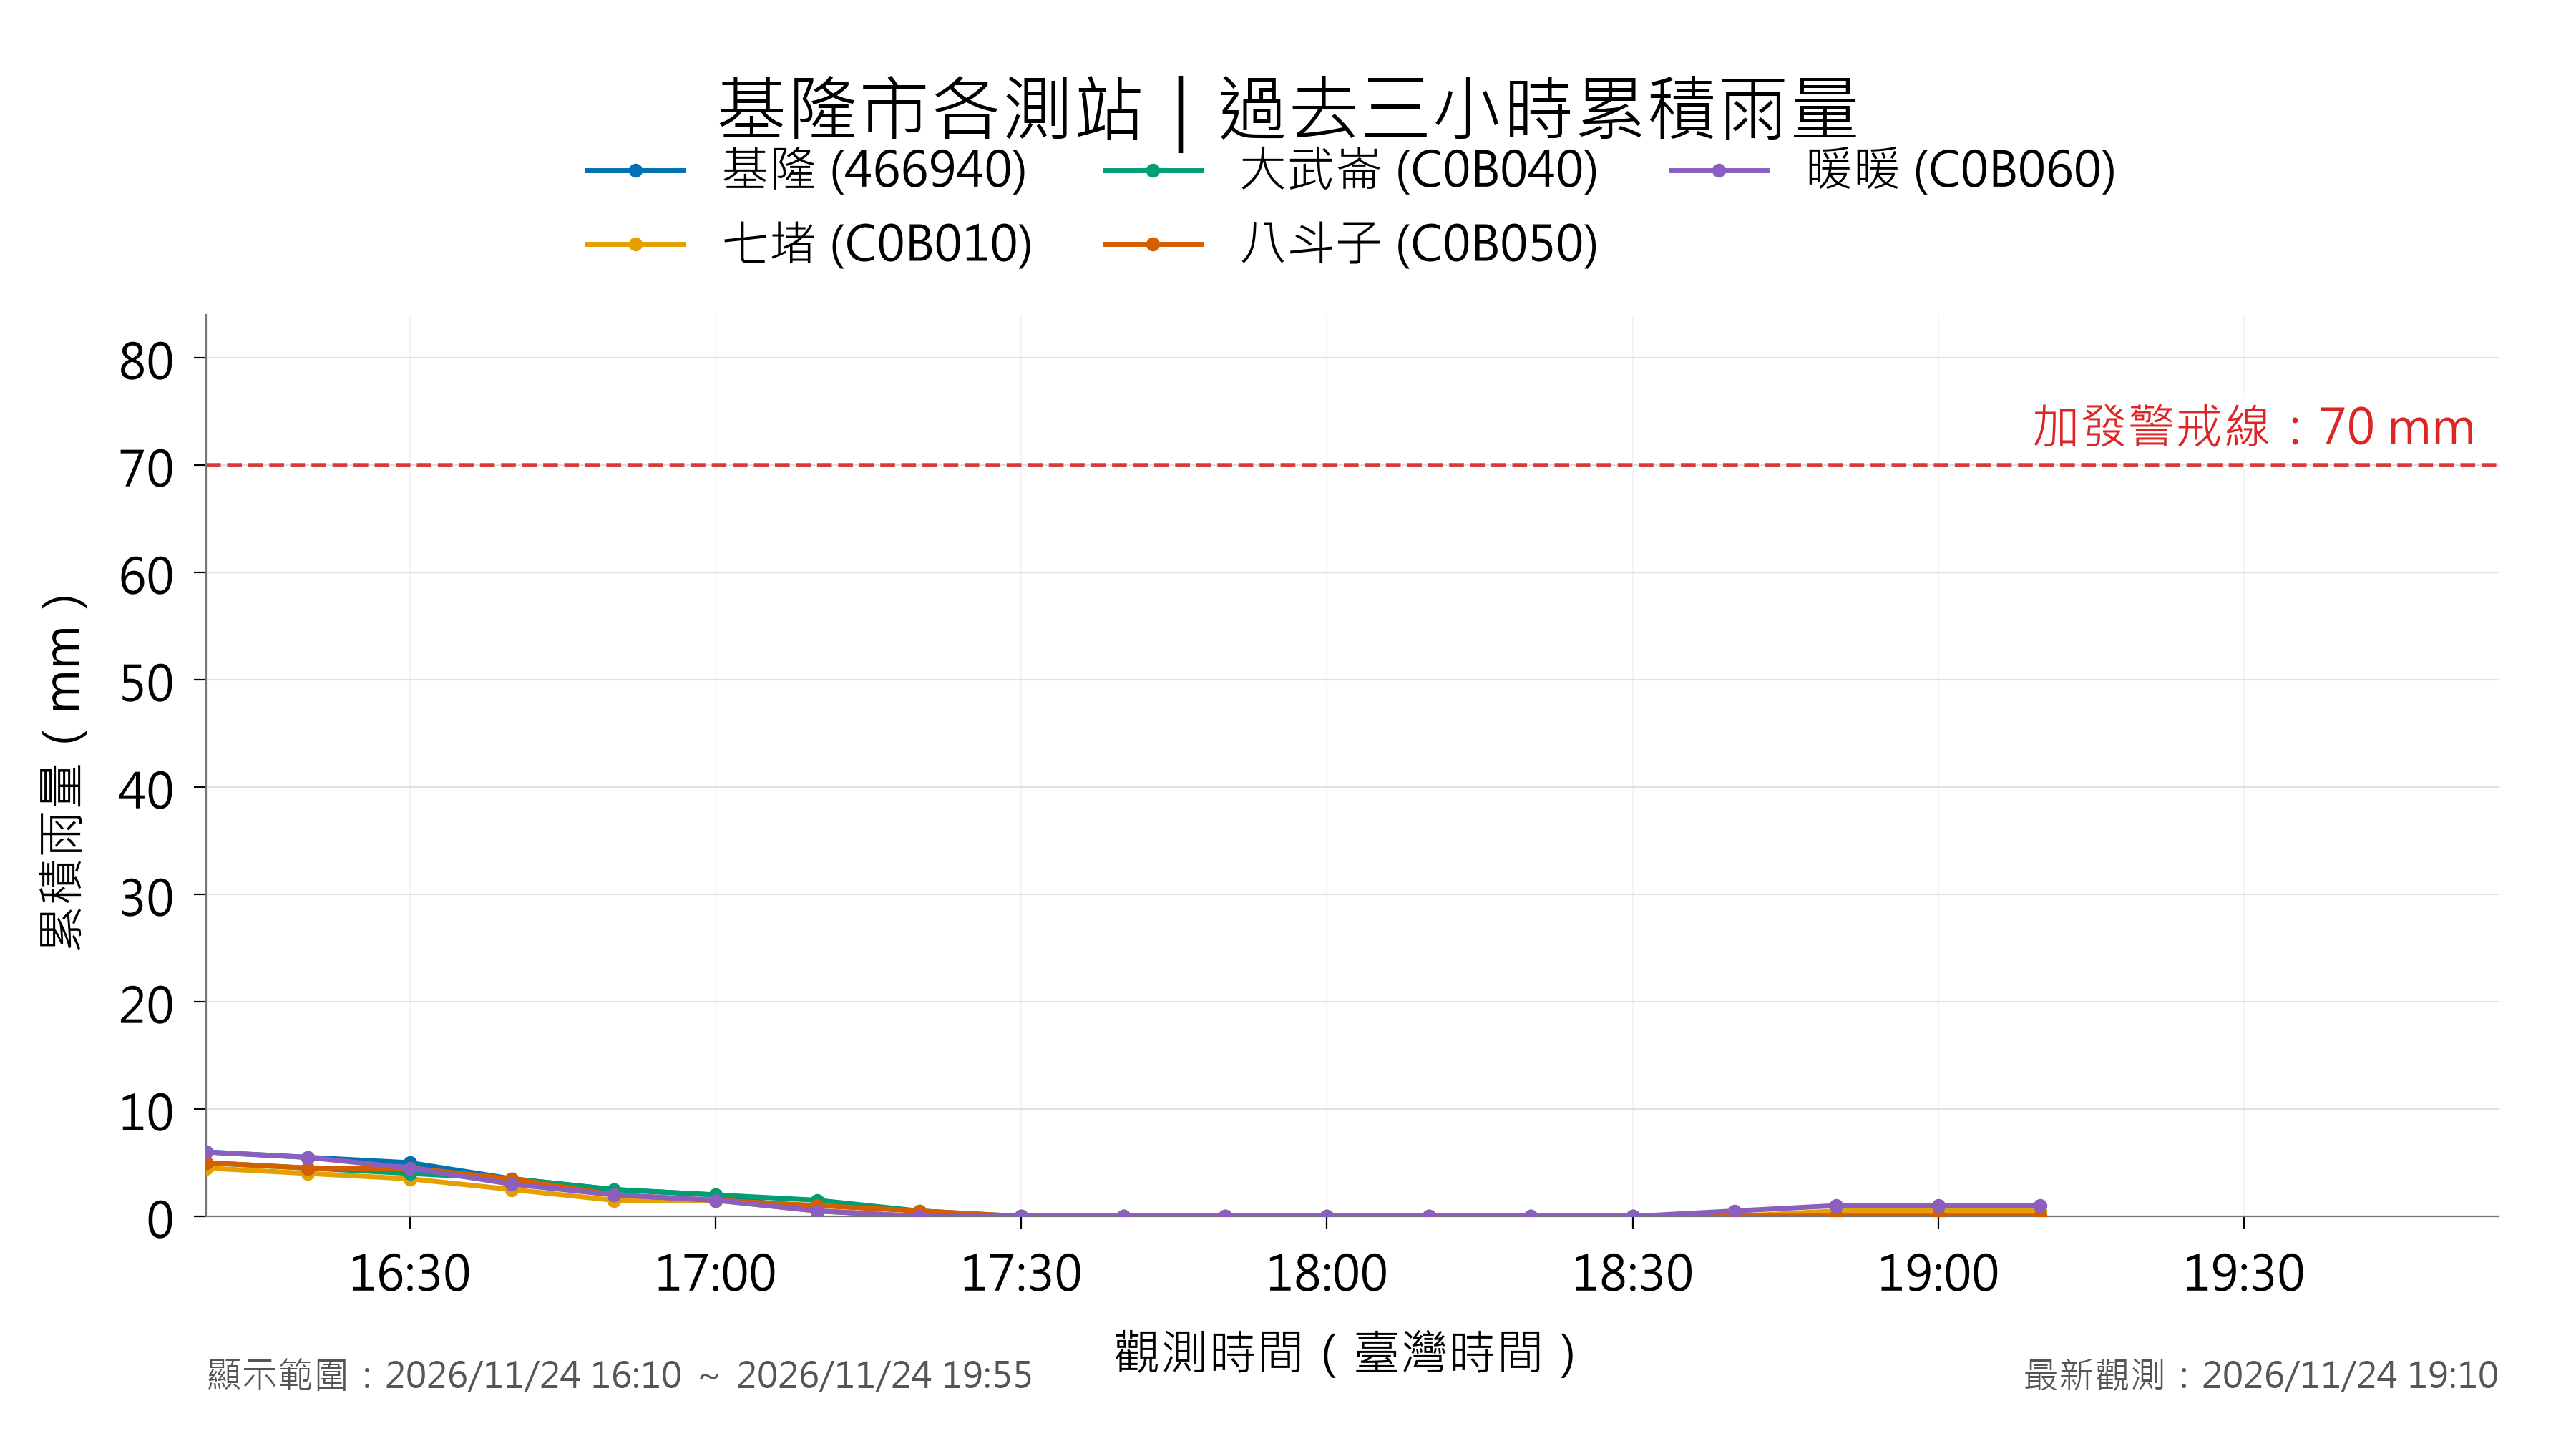 基隆市各測站｜過去三小時累積雨量
基隆 (466940)
大武崙 (C0B040)
暖暖 (C0B060)
七堵 (C0B010)
八斗子 (C0B050)
累積雨量（mm）
80
70
60
50
40
30
20
10
0
加發警戒線：70 mm
16:30
17:00
17:30
18:00
18:30
19:00
19:30
觀測時間（臺灣時間）
顯示範圍：2026/11/24 16:10 ~ 2026/11/24 19:55
最新觀測：2026/11/24 19:10